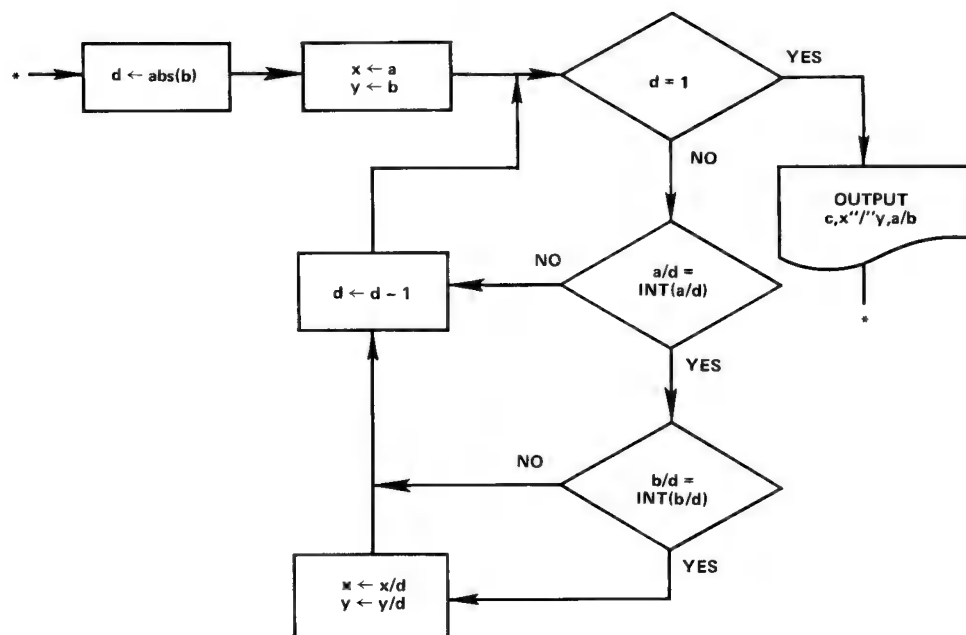 *
d ← abs(b)
x ← a
y ← b
d = 1
YES
NO
OUTPUT
c,x"/"y,a/b
*
a/d =
INT(a/d)
NO
d ← d - 1
YES
b/d =
INT(b/d)
NO
YES
x ← x/d
y ← y/d